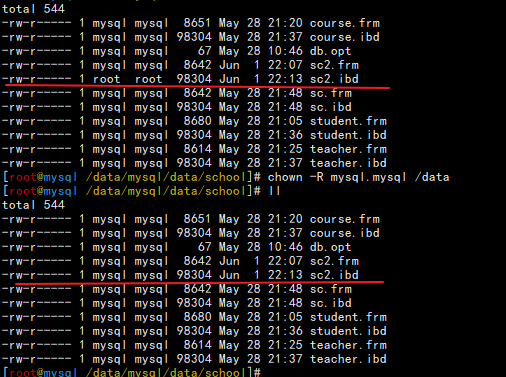 total 544
-rw-r----- 1 mysql mysql  8651 May 28 21:20 course.frm
-rw-r----- 1 mysql mysql 98304 May 28 21:37 course.ibd
-rw-r----- 1 mysql mysql    67 May 28 10:46 db.opt
-rw-r----- 1 mysql mysql  8642 Jun  1 22:07 sc2.frm
-rw-r----- 1 root  root  98304 Jun  1 22:13 sc2.ibd
-rw-r----- 1 mysql mysql  8642 May 28 21:48 sc.frm
-rw-r----- 1 mysql mysql 98304 May 28 21:48 sc.ibd
-rw-r----- 1 mysql mysql  8680 May 28 21:05 student.frm
-rw-r----- 1 mysql mysql 98304 May 28 21:36 student.ibd
-rw-r----- 1 mysql mysql  8614 May 28 21:25 teacher.frm
-rw-r----- 1 mysql mysql 98304 May 28 21:37 teacher.ibd
[root@mysql /data/mysql/data/school]# chown -R mysql.mysql /data
[root@mysql /data/mysql/data/school]# ll
total 544
-rw-r----- 1 mysql mysql  8651 May 28 21:20 course.frm
-rw-r----- 1 mysql mysql 98304 May 28 21:37 course.ibd
-rw-r----- 1 mysql mysql    67 May 28 10:46 db.opt
-rw-r----- 1 mysql mysql  8642 Jun  1 22:07 sc2.frm
-rw-r----- 1 mysql mysql 98304 Jun  1 22:13 sc2.ibd
-rw-r----- 1 mysql mysql  8642 May 28 21:48 sc.frm
-rw-r----- 1 mysql mysql 98304 May 28 21:48 sc.ibd
-rw-r----- 1 mysql mysql  8680 May 28 21:05 student.frm
-rw-r----- 1 mysql mysql 98304 May 28 21:36 student.ibd
-rw-r----- 1 mysql mysql  8614 May 28 21:25 teacher.frm
-rw-r----- 1 mysql mysql 98304 May 28 21:37 teacher.ibd
[root@mysql /data/mysql/data/school]#